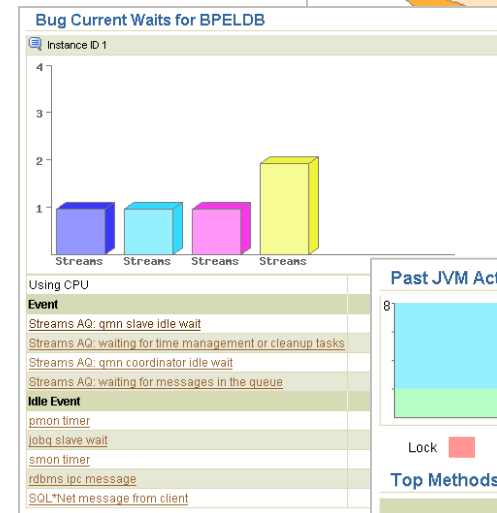 Bug Current Waits for BPELDB
Instance ID 1
4
3
2
1
Streams Streams Streams Streams
Using CPU
Event
Streams AQ: qmn slave idle wait
Streams AQ: waiting for time management or cleanup tasks
Streams AQ: qmn coordinator idle wait
Streams AQ: waiting for messages in the queue
Idle Event
pmon timer
jobq slave wait
smon timer
rdbms ipc message
SQL*Net message from client
Past JVM Act
8
Lock
Top Methods